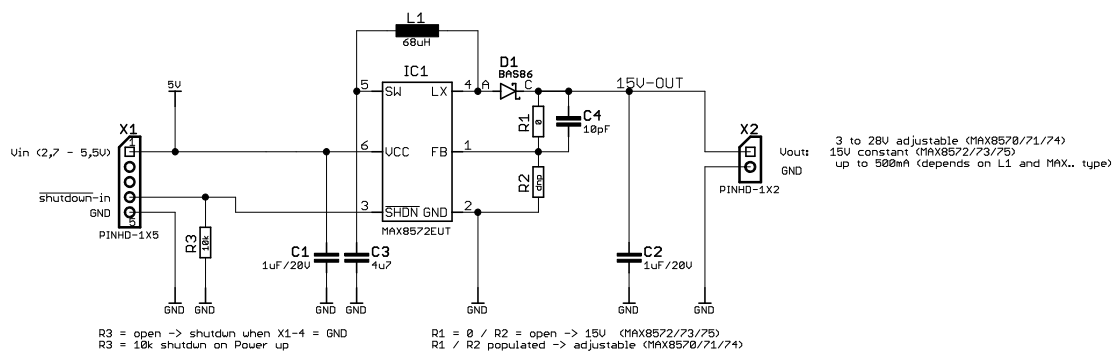 L1
68uH
D1
BAS86
IC1
5 SW LX 4 A C 15V-OUT
5V
R1 0
C4
10pF
X1
1
Vin (2,7 - 5,5V)
6 VCC FB 1
R2 dnp
X2
1
Vout: 3 to 28V adjustable (MAX8570/71/74)
15V constant (MAX8572/73/75)
up to 500mA (depends on L1 and MAX.. type)
GND
PINHD-1X2
shutdown-in
GND
5
PINHD-1X5
3 SHDN GND 2
MAX8572EUT
R3 10k
C1
1uF/20V
C3
4u7
C2
1uF/20V
GND GND GND GND GND GND GND
R3 = open -> shutdwn when X1-4 = GND
R3 = 10k shutdwn on Power up
R1 = 0 / R2 = open -> 15V (MAX8572/73/75)
R1 / R2 populated -> adjustable (MAX8570/71/74)